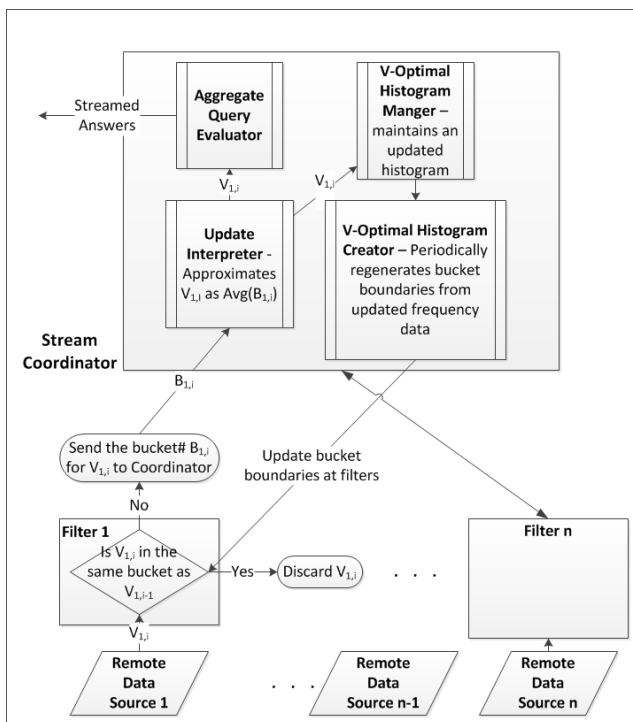 V-Optimal
Histogram
Manger –
maintains an
updated
histogram
Aggregate
Query
Evaluator
Streamed
Answers
V1,i
V1,i
Update
Interpreter -
Approximates
V1,I as Avg(B1,i)
V-Optimal Histogram
Creator – Periodically
regenerates bucket
boundaries from
updated frequency
data
Stream
Coordinator
B1,i
Send the bucket# B1,i
for V1,i to Coordinator
Update bucket
boundaries at filters
No
Filter 1
Is V1,i in the
same bucket as
V1,i-1
Yes
Discard V1,i
. . .
Filter n
V1,i
Remote
Data
Source 1
. . .
Remote
Data
Source n-1
Remote
Data
Source n